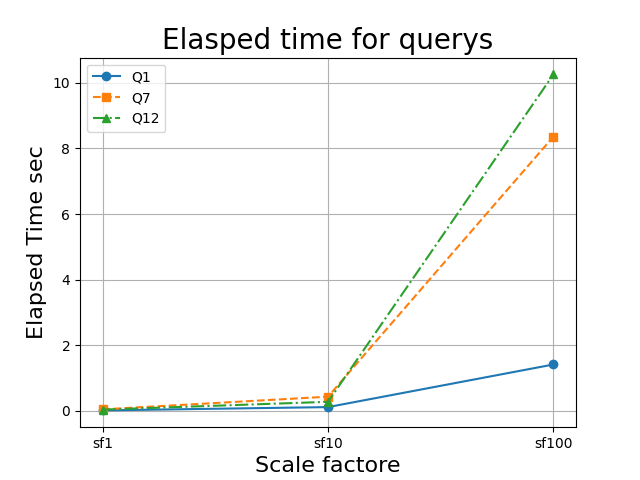 Elasped time for querys
Q1
Q7
Q12
Elapsed Time sec
10
8
6
4
2
0
sf1
sf10
sf100
Scale factore